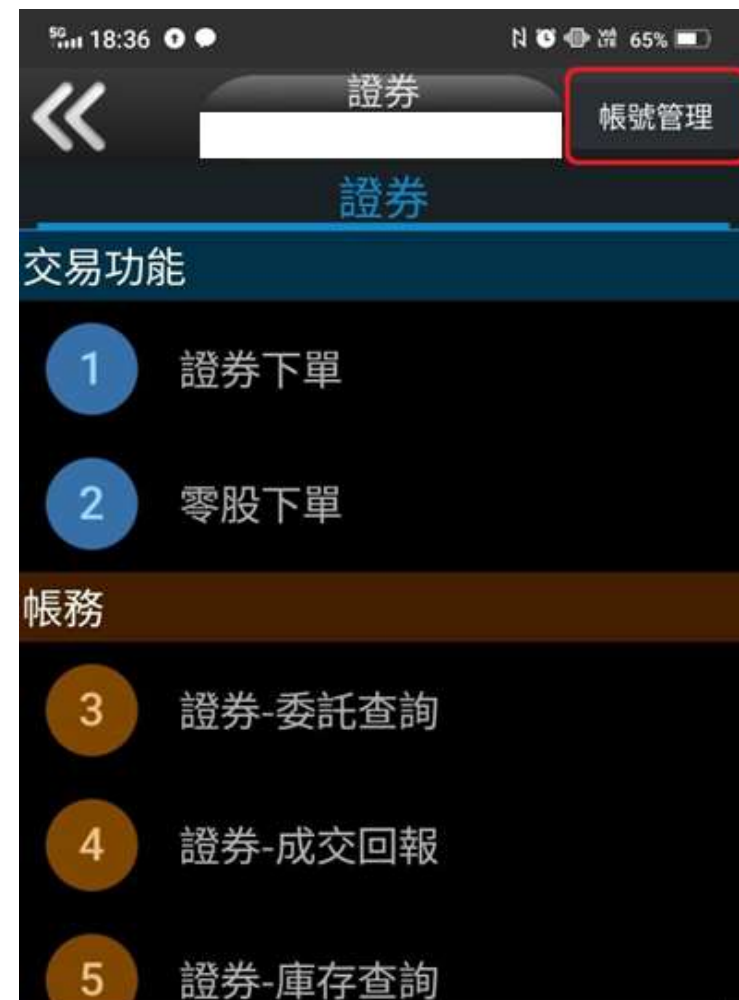 5G 18:36 VoLTE 65%
證券
帳號管理
證券
交易功能
1 證券下單
2 零股下單
帳務
3 證券-委託查詢
4 證券-成交回報
5 證券-庫存查詢